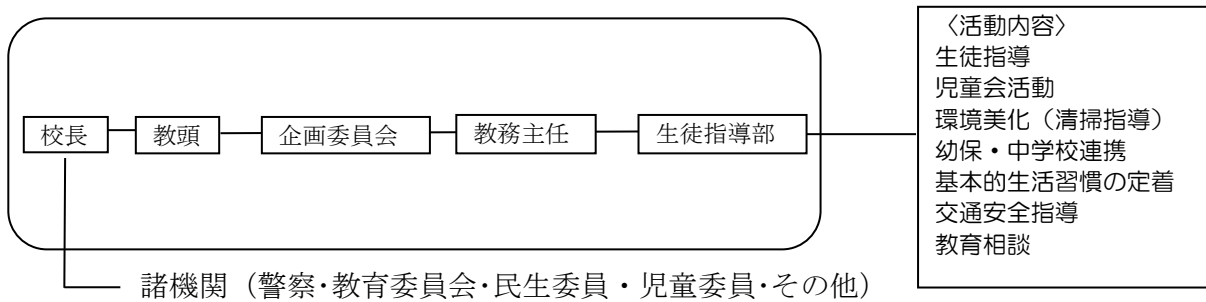 校長
教頭
企画委員会
教務主任
生徒指導部
〈活動内容〉
生徒指導
児童会活動
環境美化（清掃指導）
幼保・中学校連携
基本的生活習慣の定着
交通安全指導
教育相談
諸機関（警察･教育委員会･民生委員・児童委員･その他）